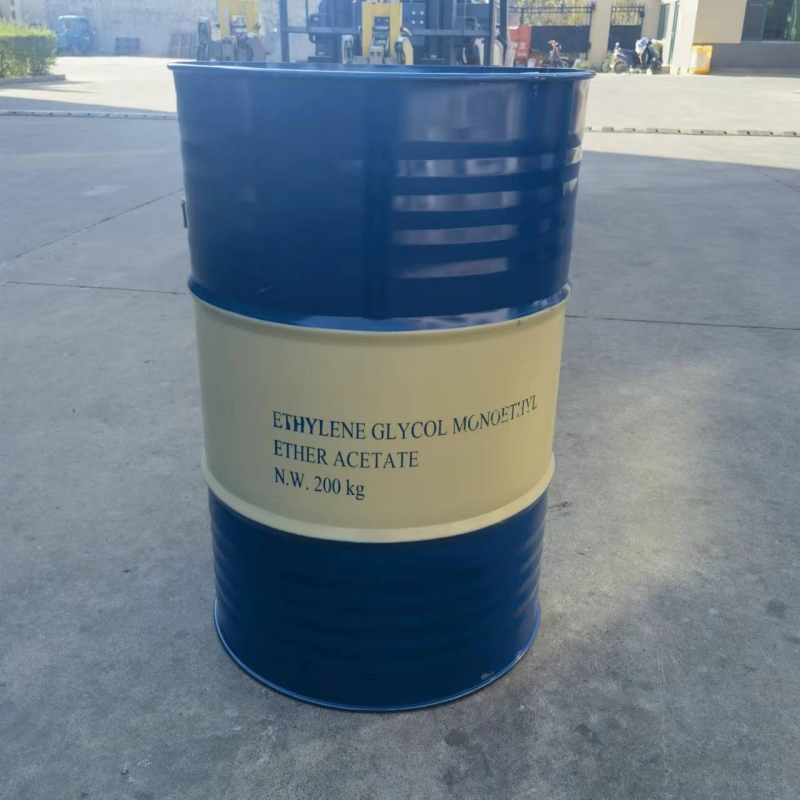 ETHYLENE GLYCOL MONOETHYL
ETHER ACETATE
N.W. 200 kg